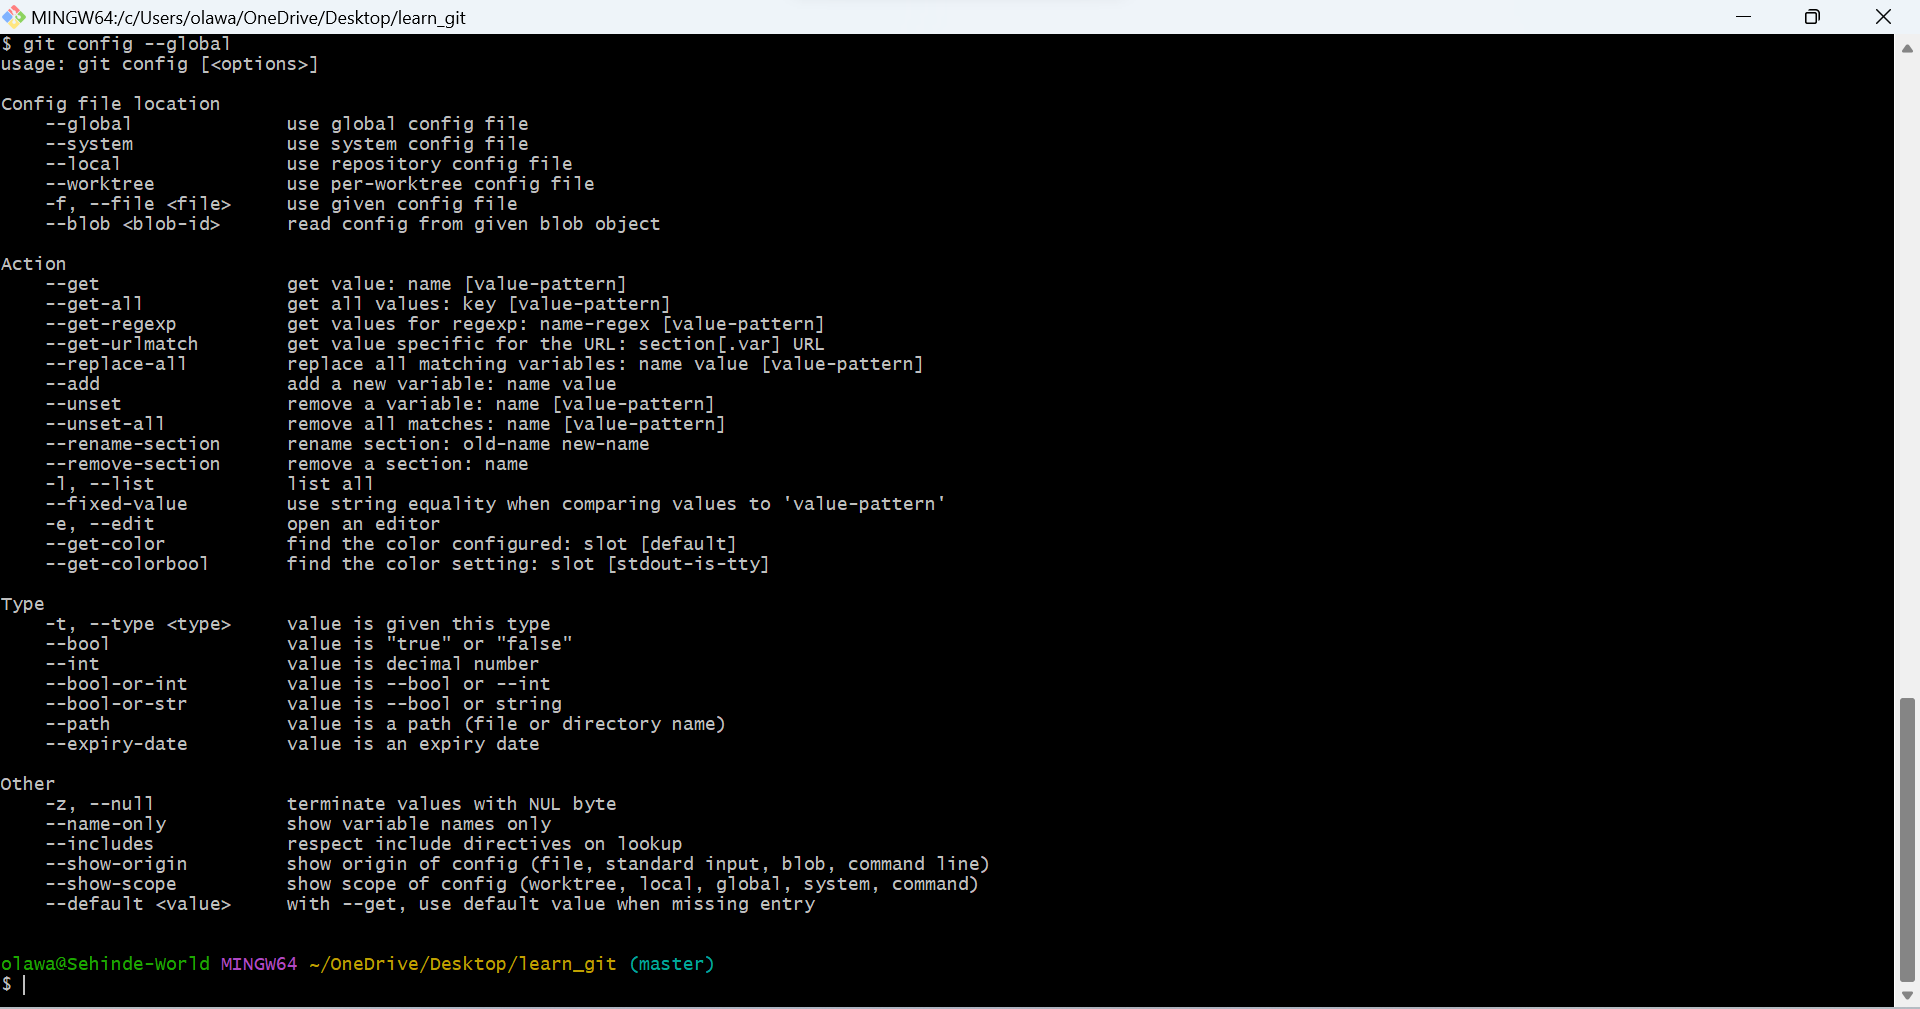 MINGW64:/c/Users/olawa/OneDrive/Desktop/learn_git
$ git config --global
usage: git config [<options>]
Config file location
    --global              use global config file
    --system              use system config file
    --local               use repository config file
    --worktree            use per-worktree config file
    -f, --file <file>     use given config file
    --blob <blob-id>      read config from given blob object
Action
    --get                 get value: name [value-pattern]
    --get-all             get all values: key [value-pattern]
    --get-regexp          get values for regexp: name-regex [value-pattern]
    --get-urlmatch        get value specific for the URL: section[.var] URL
    --replace-all         replace all matching variables: name value [value-pattern]
    --add                 add a new variable: name value
    --unset               remove a variable: name [value-pattern]
    --unset-all           remove all matches: name [value-pattern]
    --rename-section      rename section: old-name new-name
    --remove-section      remove a section: name
    -l, --list            list all
    --fixed-value         use string equality when comparing values to 'value-pattern'
    -e, --edit            open an editor
    --get-color           find the color configured: slot [default]
    --get-colorbool       find the color setting: slot [stdout-is-tty]
Type
    -t, --type <type>     value is given this type
    --bool                value is "true" or "false"
    --int                 value is decimal number
    --bool-or-int         value is --bool or --int
    --bool-or-str         value is --bool or string
    --path                value is a path (file or directory name)
    --expiry-date         value is an expiry date
Other
    -z, --null            terminate values with NUL byte
    --name-only           show variable names only
    --includes            respect include directives on lookup
    --show-origin         show origin of config (file, standard input, blob, command line)
    --show-scope          show scope of config (worktree, local, global, system, command)
    --default <value>     with --get, use default value when missing entry
olawa@Sehinde-World MINGW64 ~/OneDrive/Desktop/learn_git (master)
$